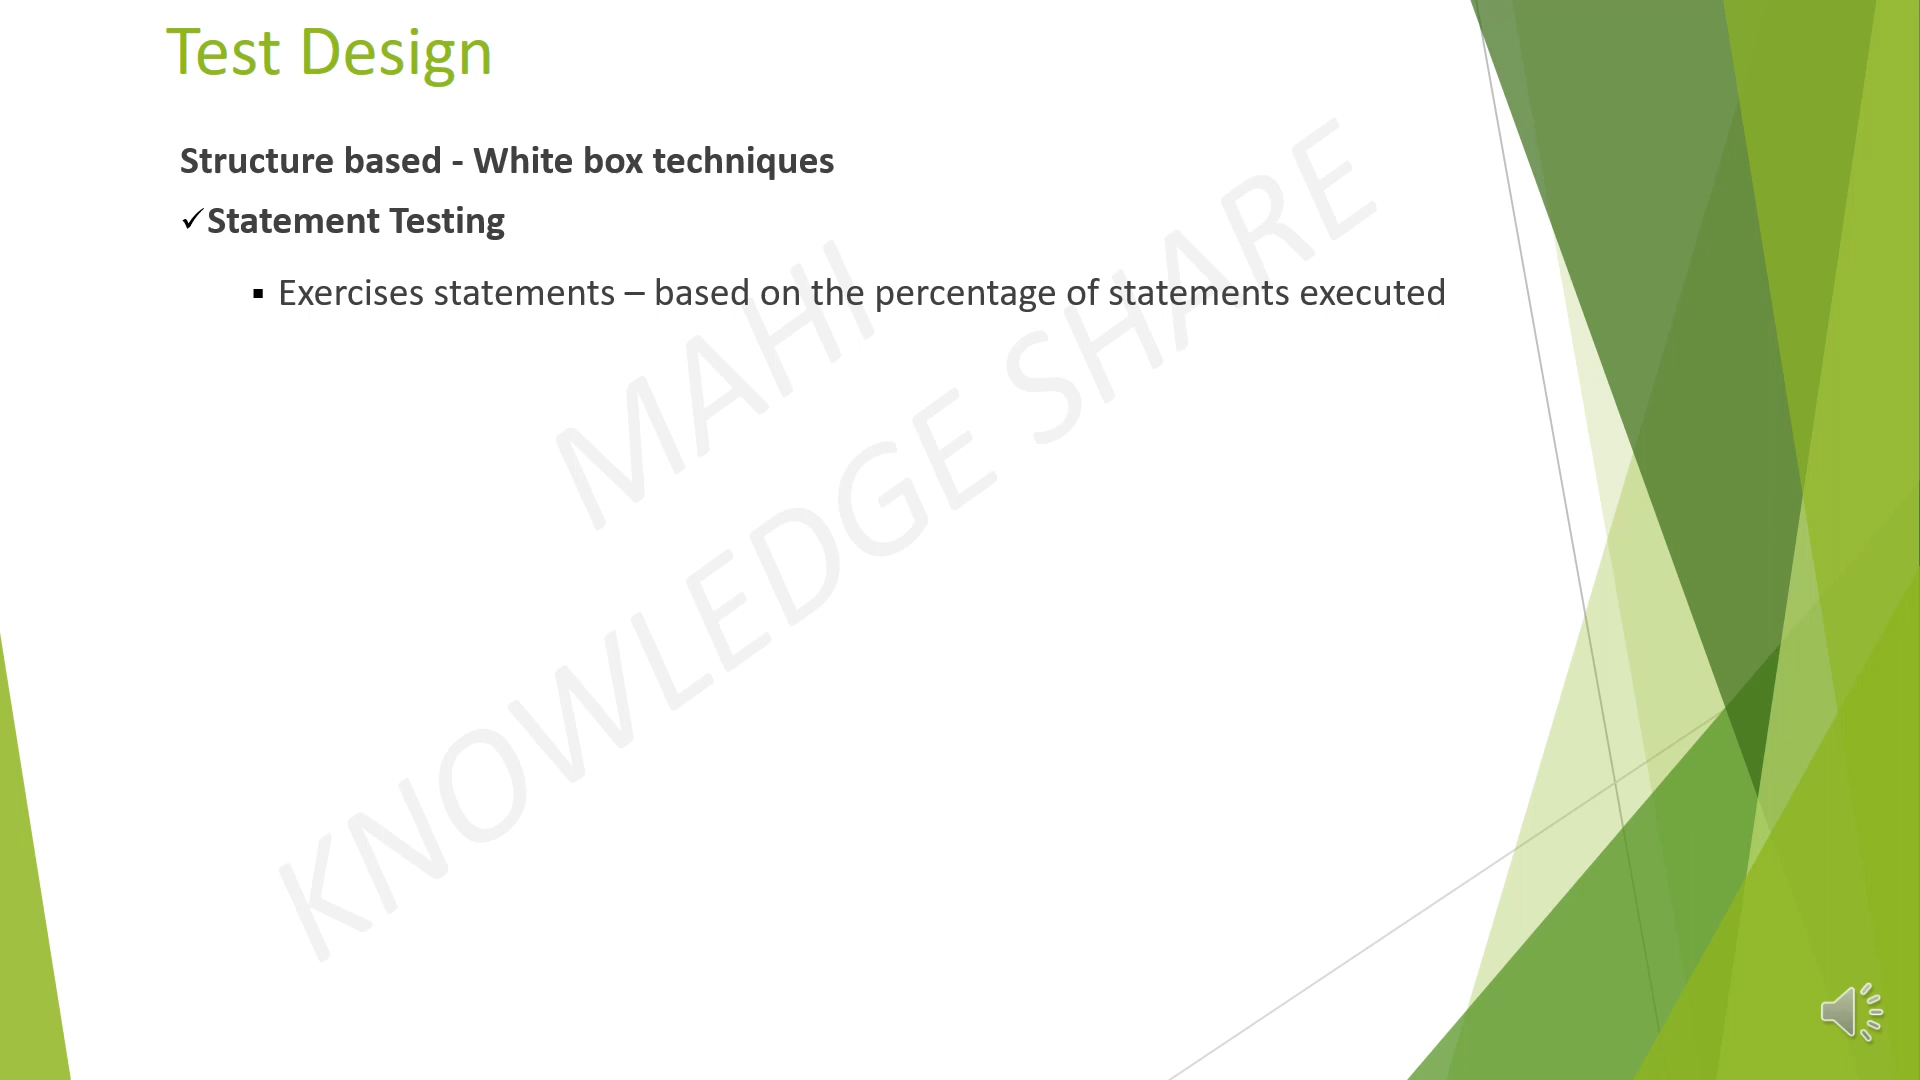 Test Design
Structure based - White box techniques
✓Statement Testing
▪ Exercises statements – based on the percentage of statements executed
MAHI
KNOWLEDGE SHARE